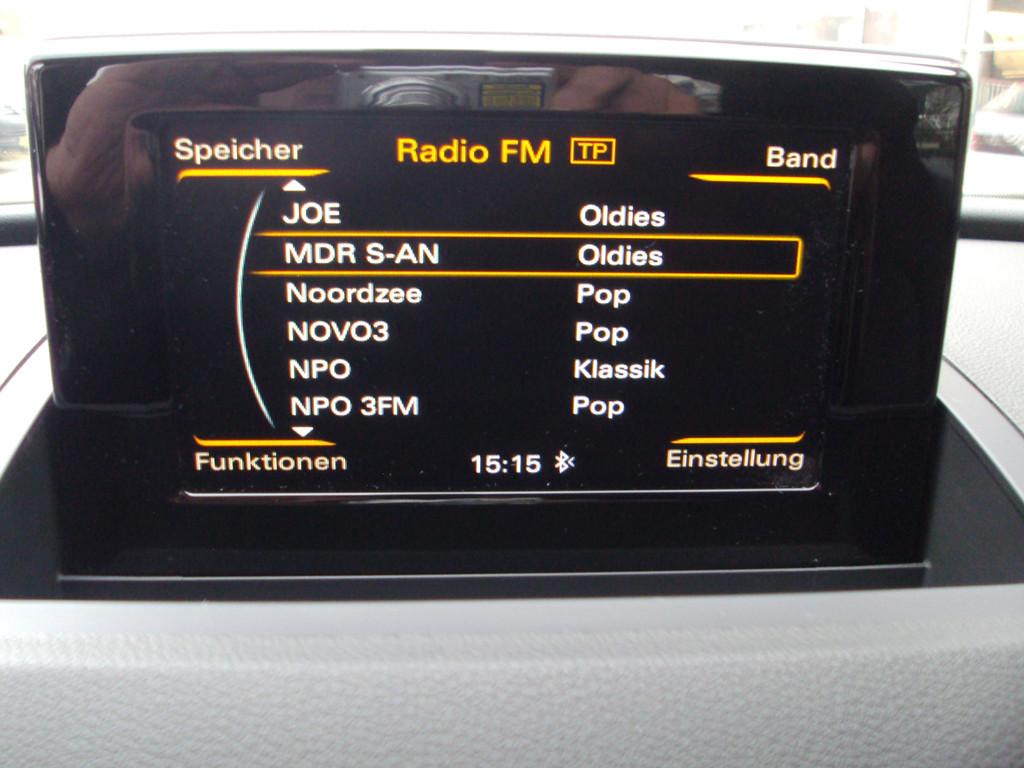 Speicher Radio FM TP Band
JOE Oldies
MDR S-AN Oldies
Noordzee Pop
NOVO3 Pop
NPO Klassik
NPO 3FM Pop
Funktionen 15:15 Einstellung